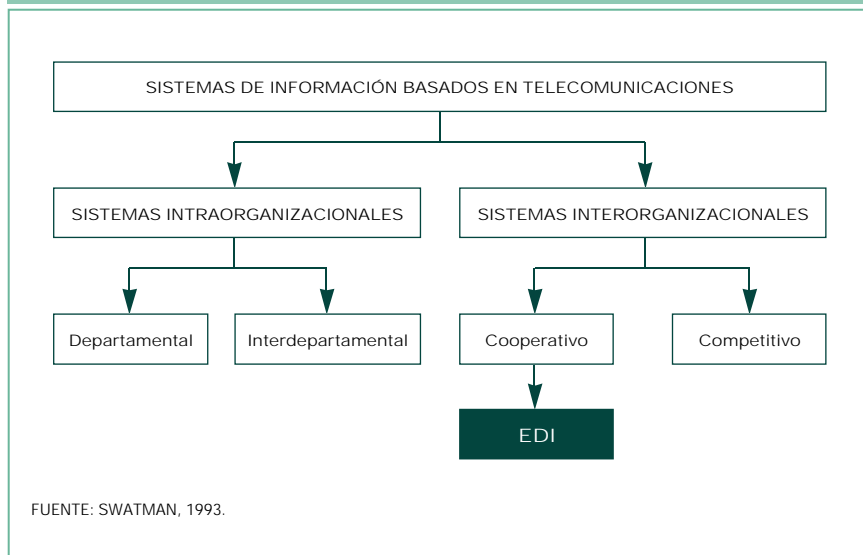 SISTEMAS DE INFORMACIÓN BASADOS EN TELECOMUNICACIONES
SISTEMAS INTRAORGANIZACIONALES
SISTEMAS INTERORGANIZACIONALES
Departamental
Interdepartamental
Cooperativo
Competitivo
EDI
FUENTE: SWATMAN, 1993.